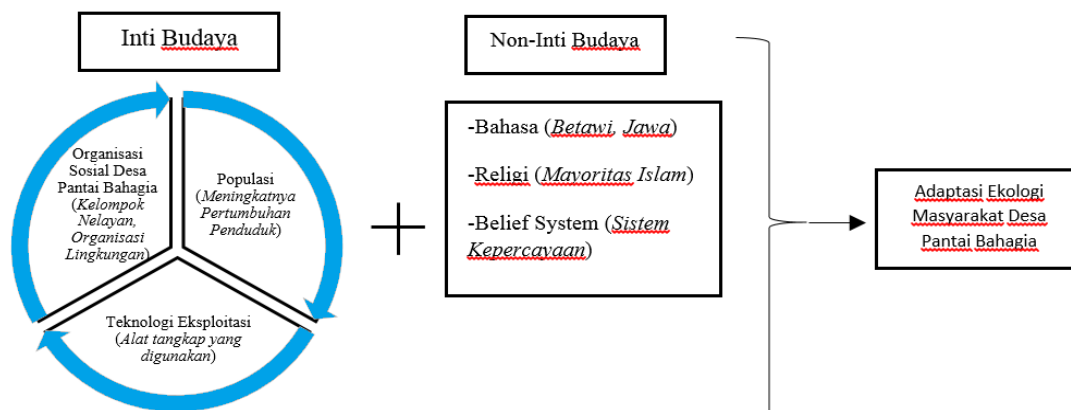 Inti Budaya
Organisasi
Sosial Desa
Pantai Bahagia
(Kelompok
Nelayan,
Organisasi
Lingkungan)
Populasi
(Meningkatnya
Pertumbuhan
Penduduk)
Teknologi Eksploitasi
(Alat tangkap yang
digunakan)
Non-Inti Budaya
-Bahasa (Betawi, Jawa)
-Religi (Mayoritas Islam)
-Belief System (Sistem
Kepercayaan)
Adaptasi Ekologi
Masyarakat Desa
Pantai Bahagia